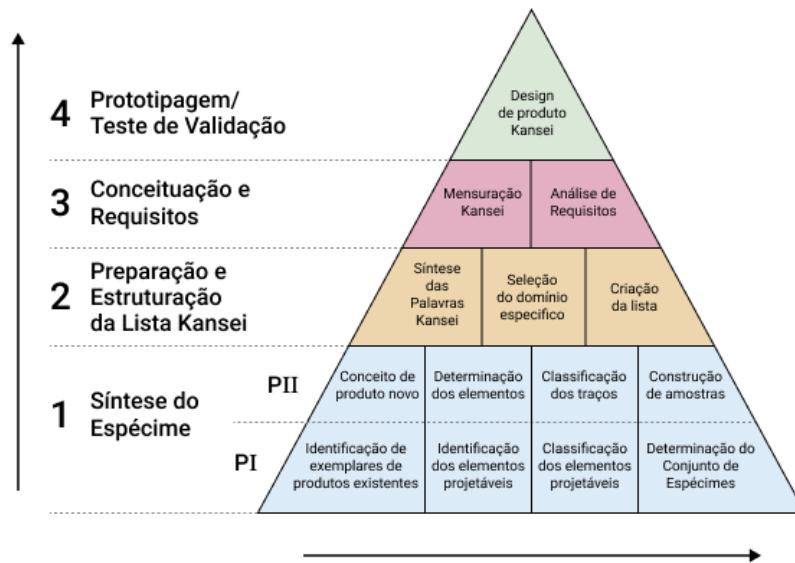 4
Prototipagem/
Teste de Validação
Design
de produto
Kansei
3
Conceituação e
Requisitos
Mensuração
Kansei
Análise de
Requisitos
2
Preparação e
Estruturação
da Lista Kansei
Síntese
das
Palavras
Kansei
Seleção
do domínio
especifico
Criação
da lista
1
Síntese do
Espécime
PII
Conceito de
produto novo
Determinação
dos elementos
Classificação
dos traços
Construção
de amostras
PI
Identificação de
exemplares de
produtos existentes
Identificação
dos elementos
projetáveis
Classificação
dos elementos
projetáveis
Determinação do
Conjunto de
Espécimes